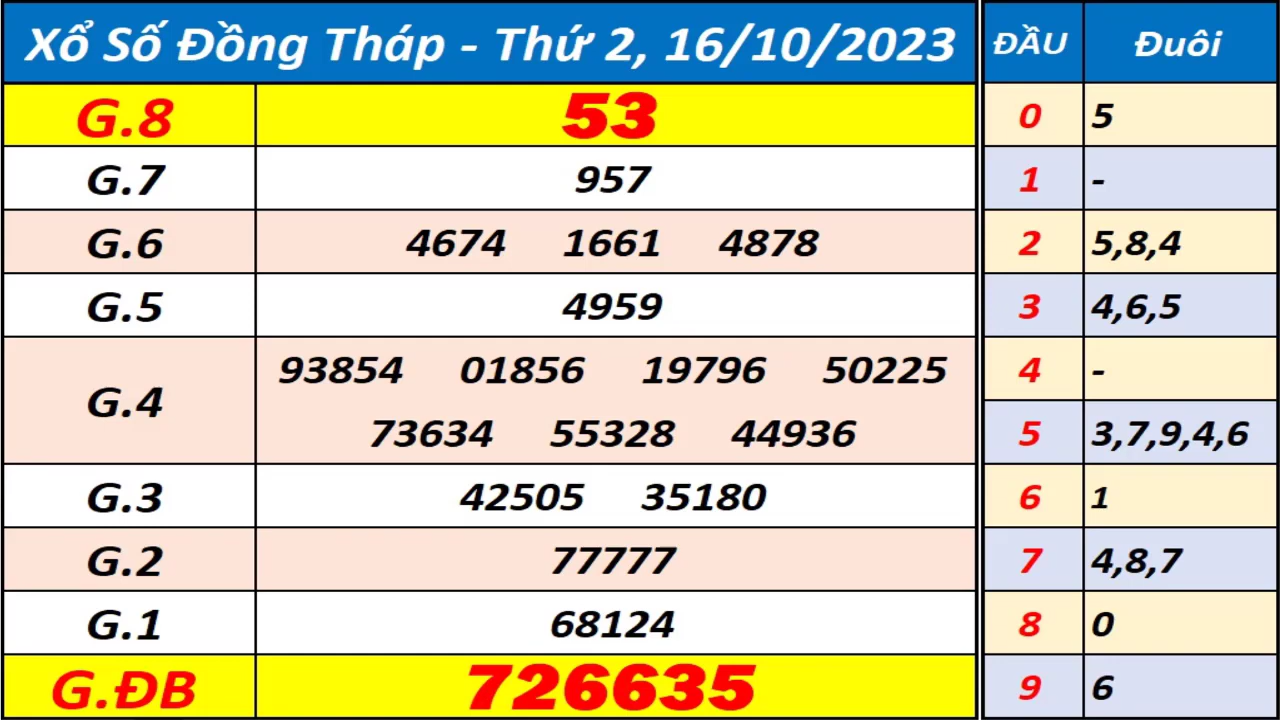 Xổ Số Đồng Tháp - Thứ 2, 16/10/2023
G.8 53
G.7 957
G.6 4674 1661 4878
G.5 4959
G.4 93854 01856 19796 50225
73634 55328 44936
G.3 42505 35180
G.2 77777
G.1 68124
G.ĐB 726635
ĐẦU Đuôi
0 5
1 -
2 5,8,4
3 4,6,5
4 -
5 3,7,9,4,6
6 1
7 4,8,7
8 0
9 6